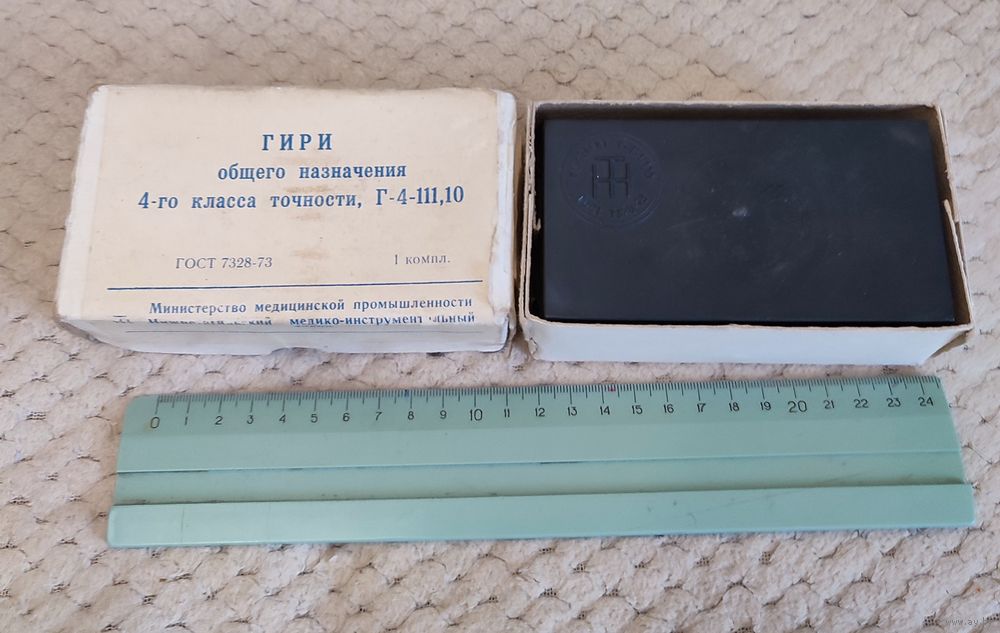 ГИРИ
общего назначения
4-го класса точности, Г-4-111,10
ГОСТ 7328-73
1 компл.
Министерство медицинской промышленности
медико-инструментальный
0 1 2 3 4 5 6 7 8 9 10 11 12 13 14 15 16 17 18 19 20 21 22 23 24